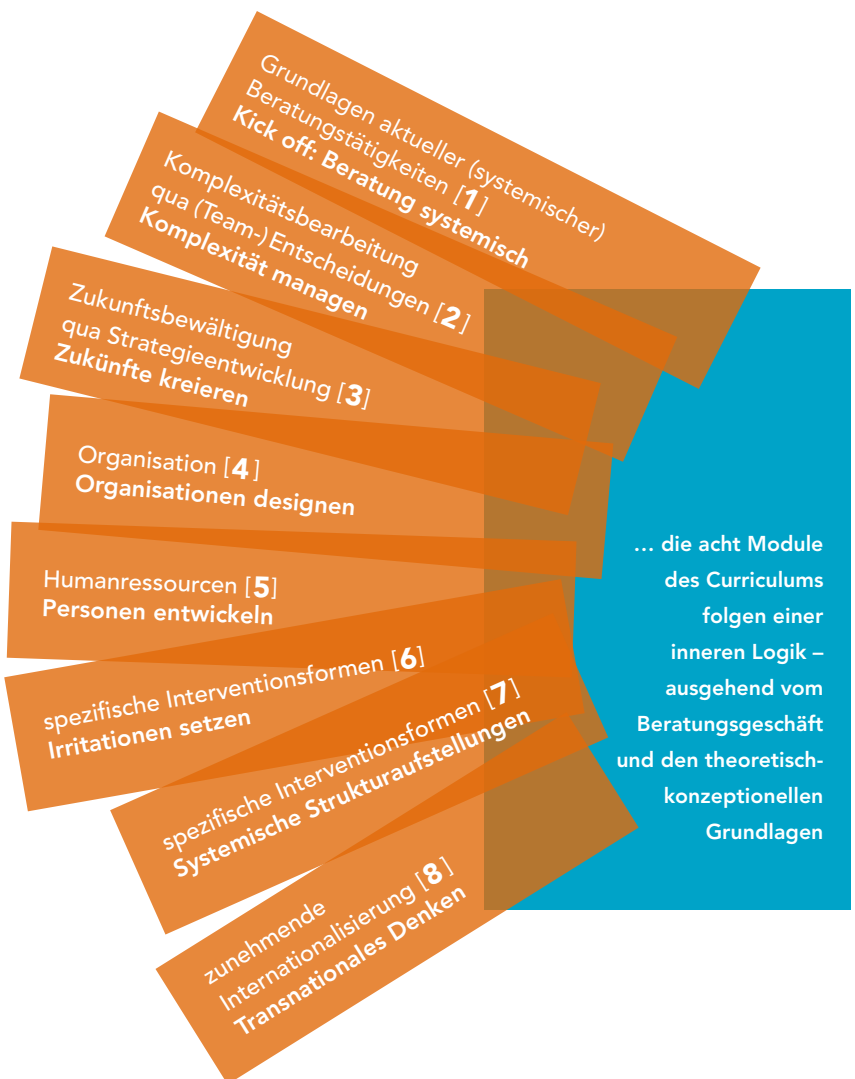 Grundlagen aktueller (systemischer)
Beratungstätigkeiten [1]
Kick off: Beratung systemisch
Komplexitätsbearbeitung
qua (Team-) Entscheidungen [2]
Komplexität managen
Zukunftsbewältigung
qua Strategieentwicklung [3]
Zukünfte kreieren
Organisation [4]
Organisationen designen
Humanressourcen [5]
Personen entwickeln
spezifische Interventionsformen [6]
Irritationen setzen
spezifische Interventionsformen [7]
Systemische Strukturaufstellungen
zunehmende
Internationalisierung [8]
Transnationales Denken
… die acht Module
des Curriculums
folgen einer
inneren Logik –
ausgehend vom
Beratungsgeschäft
und den theoretisch-
konzeptionellen
Grundlagen